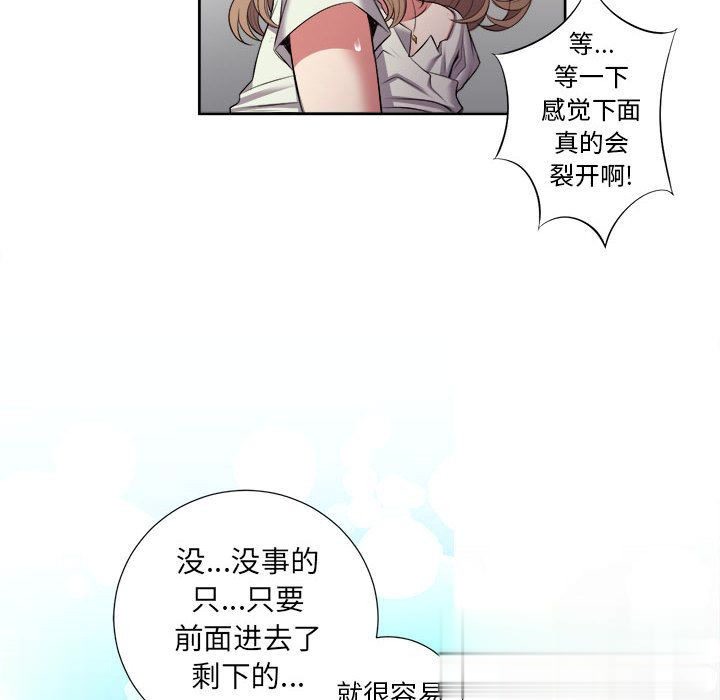 等...
等一下
感觉下面
真的会
裂开啊!
没...没事的
只...只要
前面进去了
剩下的...
就很容易